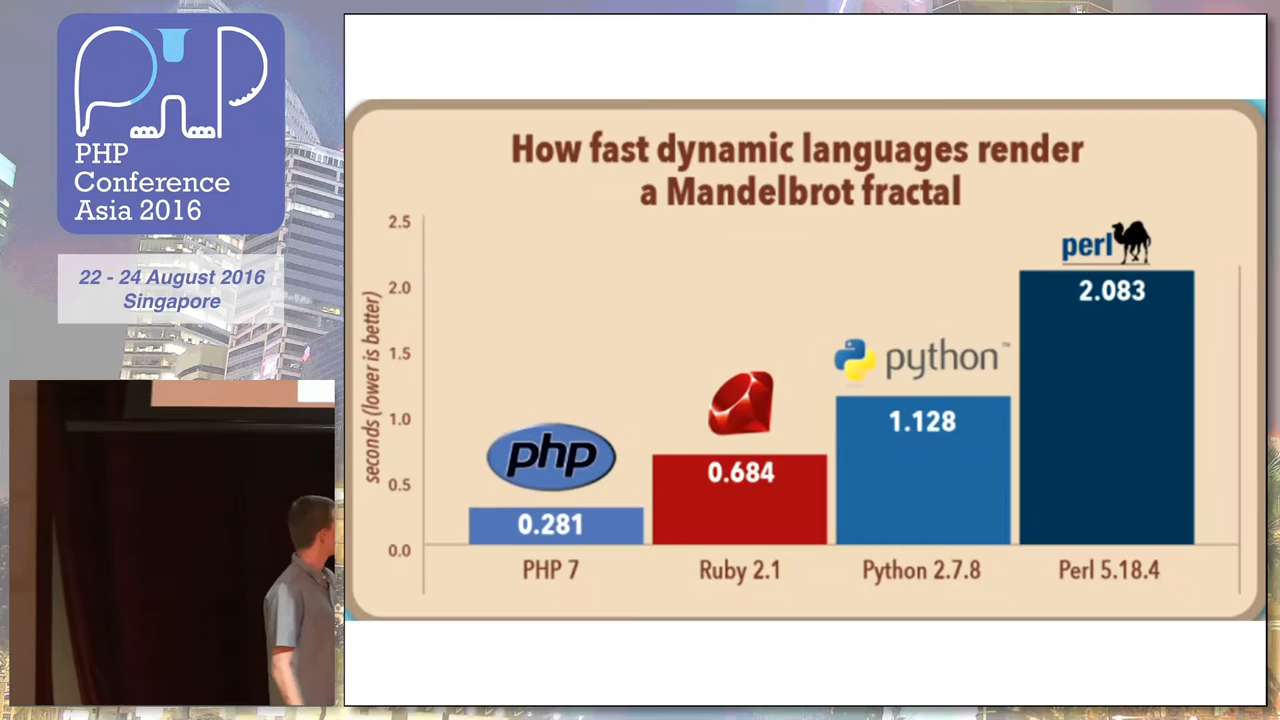 PHP
Conference
Asia 2016
22 - 24 August 2016
Singapore
How fast dynamic languages render
a Mandelbrot fractal
seconds (lower is better)
2.5
2.0
1.5
1.0
0.5
0.0
php
0.281
PHP 7
0.684
Ruby 2.1
python™
1.128
Python 2.7.8
perl
2.083
Perl 5.18.4